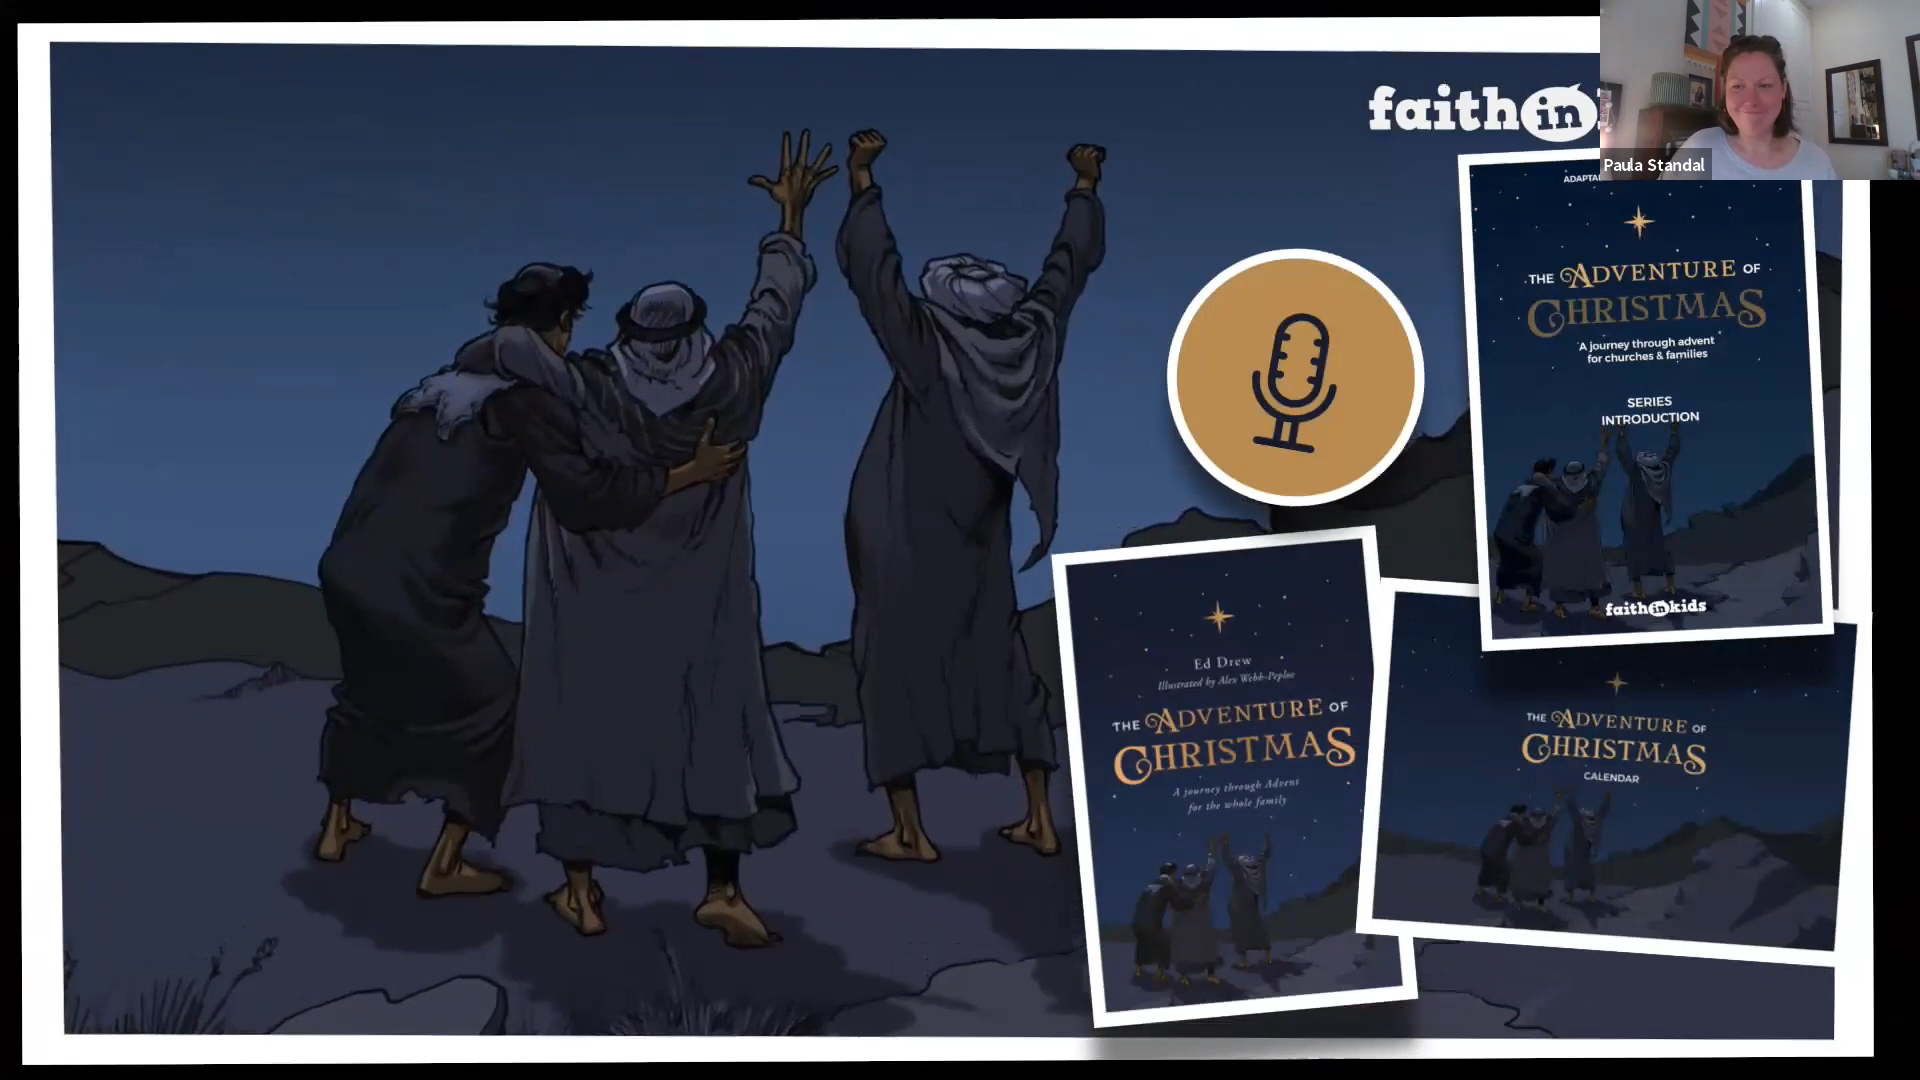 faithin
Paula Standal
ADAPTA
THE ADVENTURE OF
CHRISTMAS
A journey through advent
for churches & families
SERIES
INTRODUCTION
faithinkids
Ed Drew
Illustrated by Alex Webb-Peploe
THE ADVENTURE OF
CHRISTMAS
A journey through Advent
for the whole family
THE ADVENTURE OF
CHRISTMAS
CALENDAR